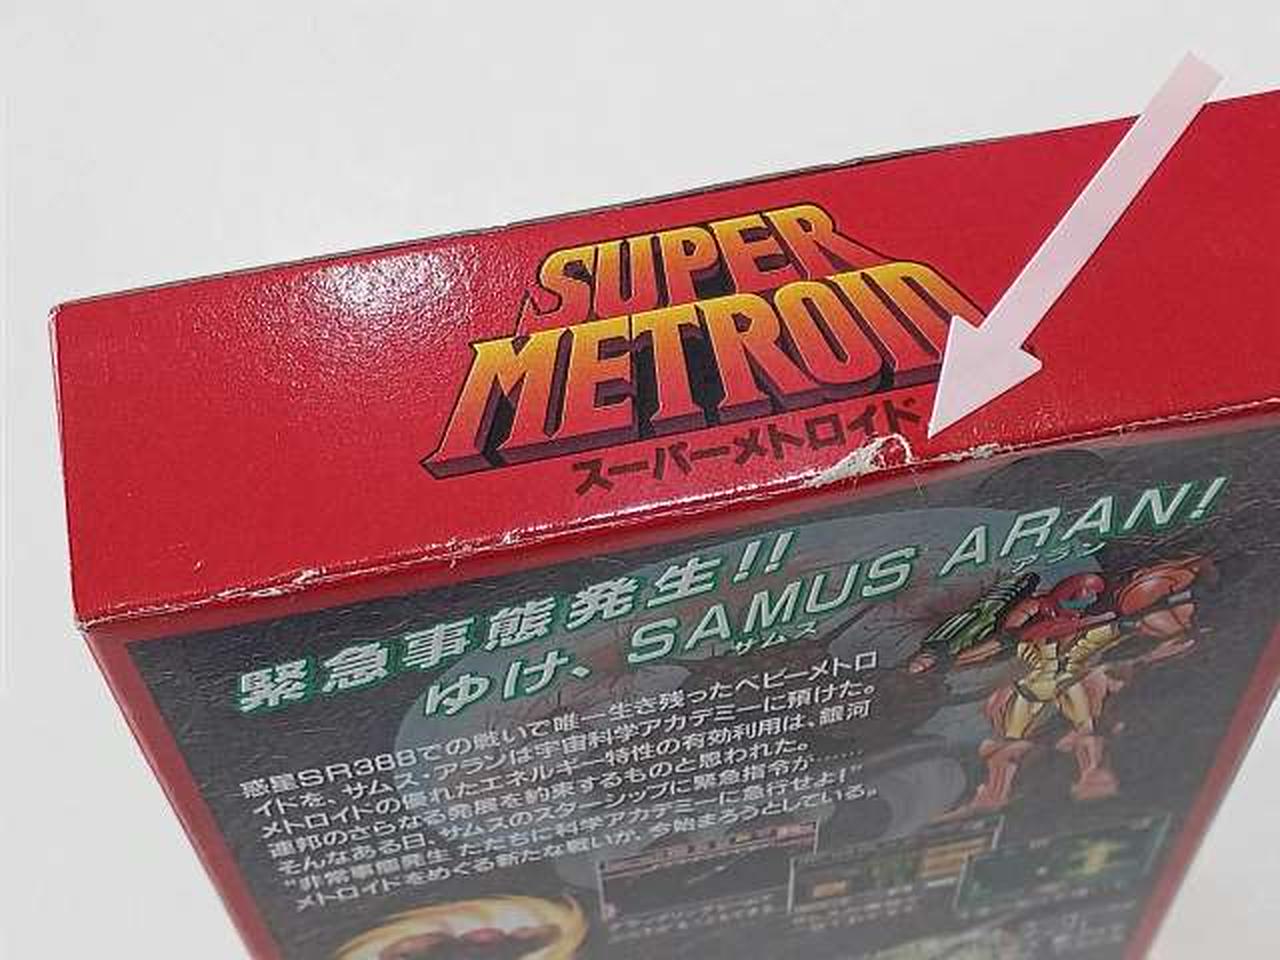 SUPER
METROID
スーパーメトロイド
緊急事態発生!!
ゆけ、SAMUS ARAN!
サムス アラン
惑星SR388での戦いで唯一生き残ったベビーメトロ
イドを、サムス・アランは宇宙科学アカデミーに預けた。
メトロイドの優れたエネルギー特性の有効利用は、銀河
連邦のさらなる発展を約束するものと思われた。
そんなある日、サムスのスターシップに緊急指令が……
"非常事態発生 ただちに科学アカデミーに急行せよ!"
メトロイドをめぐる新たな戦いが、今始まろうとしている。